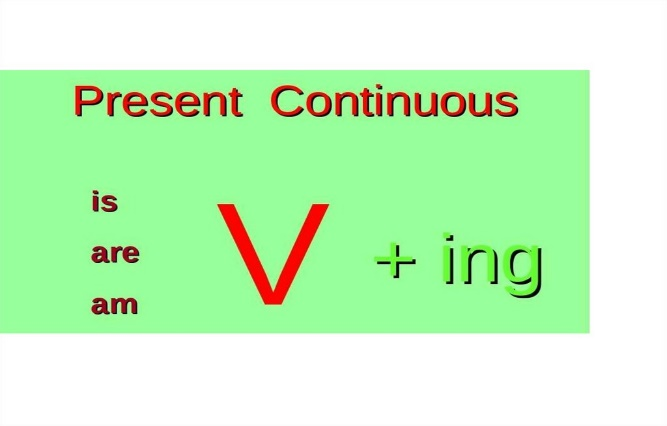 Present Continuous
is
are
am
V + ing